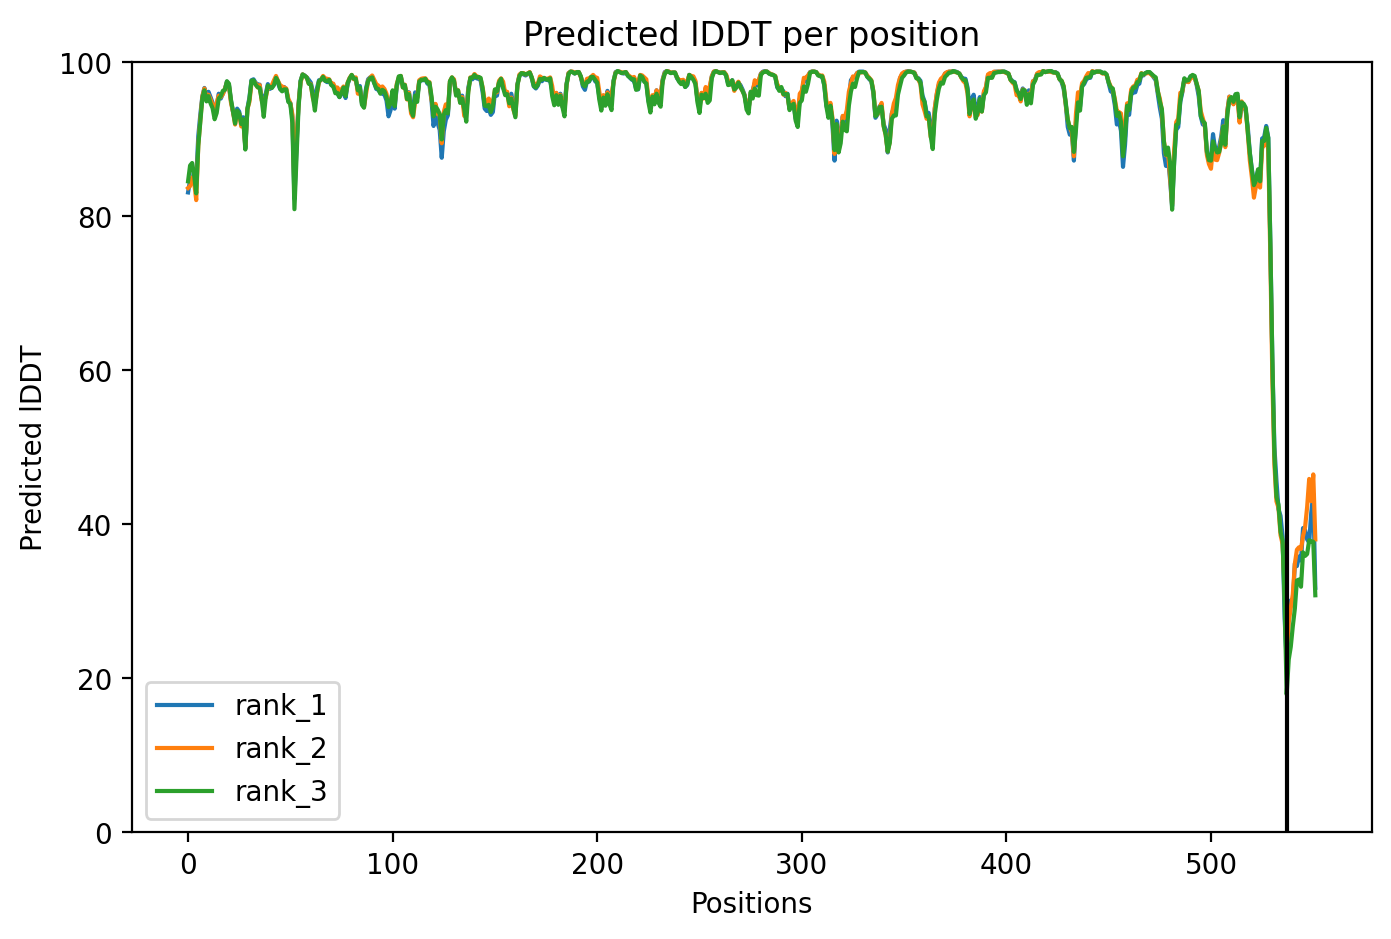 Predicted lDDT per position
100
80
60
40
20
0
Predicted lDDT
rank_1
rank_2
rank_3
0 100 200 300 400 500
Positions